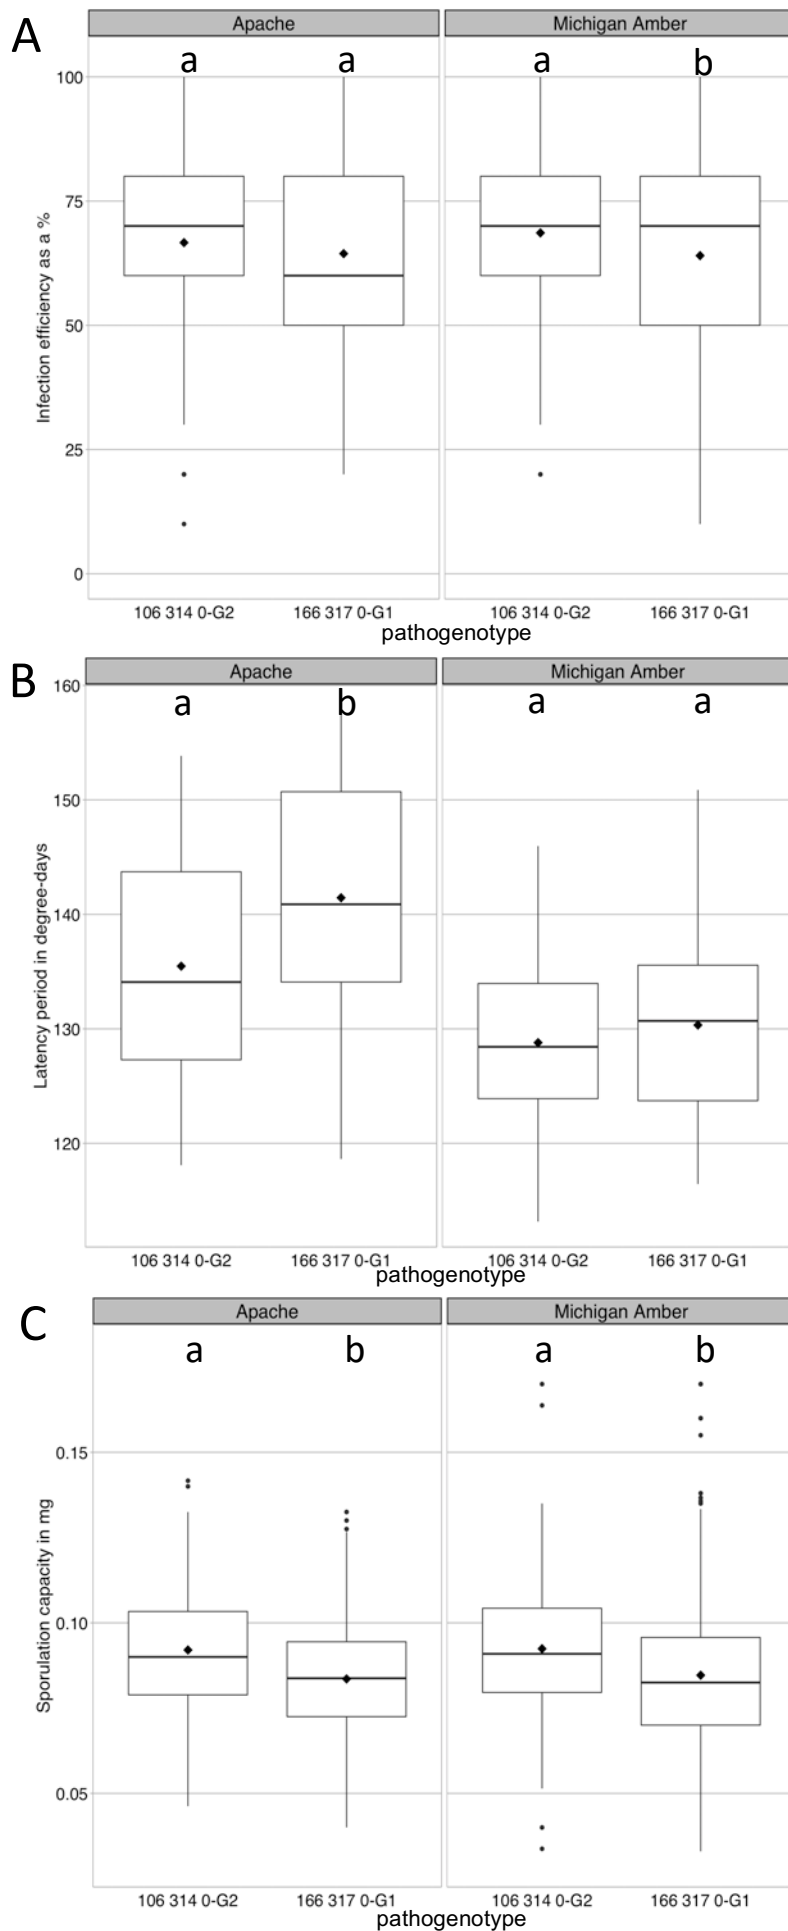 A
Apache
Michigan Amber
a
a
a
b
100
75
50
25
0
Infection efficiency as a %
106 314 0-G2
166 317 0-G1
106 314 0-G2
166 317 0-G1
pathogenotype
B
Apache
Michigan Amber
a
b
a
a
160
150
140
130
120
Latency period in degree-days
106 314 0-G2
166 317 0-G1
106 314 0-G2
166 317 0-G1
pathogenotype
C
Apache
Michigan Amber
a
b
a
b
0.15
0.10
0.05
Sporulation capacity in mg
106 314 0-G2
166 317 0-G1
106 314 0-G2
166 317 0-G1
pathogenotype